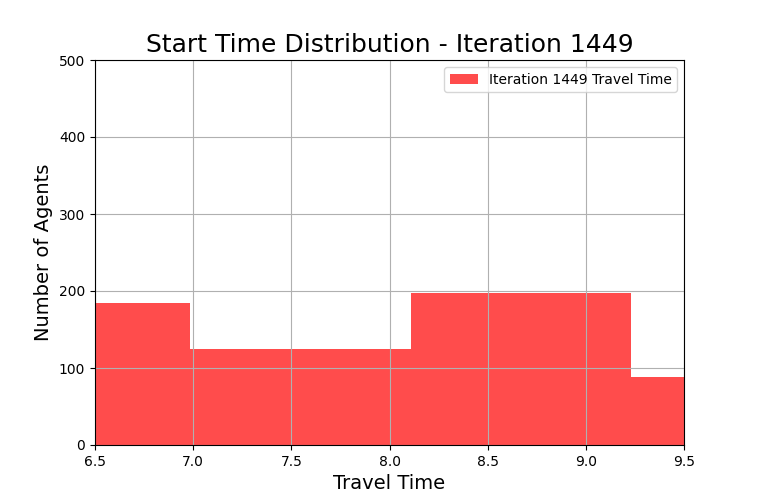 Start Time Distribution - Iteration 1449
Iteration 1449 Travel Time
Number of Agents
500
400
300
200
100
0
6.5 7.0 7.5 8.0 8.5 9.0 9.5
Travel Time